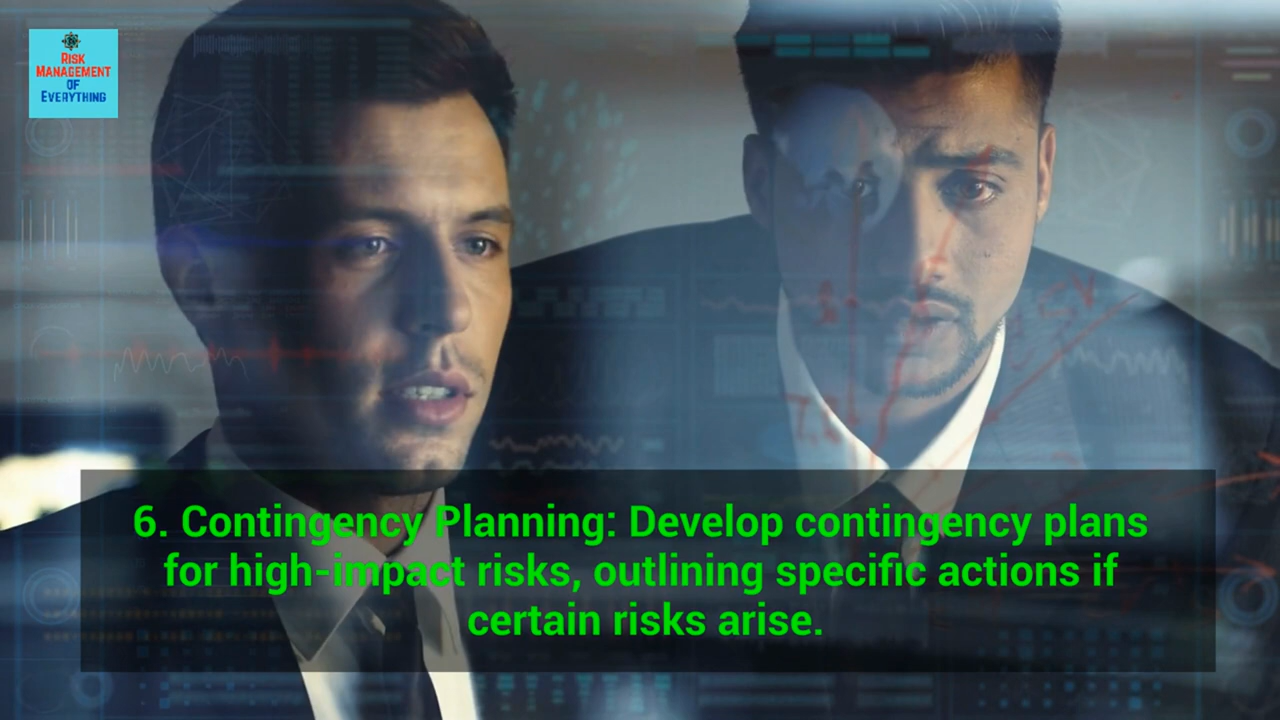 RISK
MANAGEMENT
OF
EVERYTHING
6. Contingency Planning: Develop contingency plans
for high-impact risks, outlining specific actions if
certain risks arise.